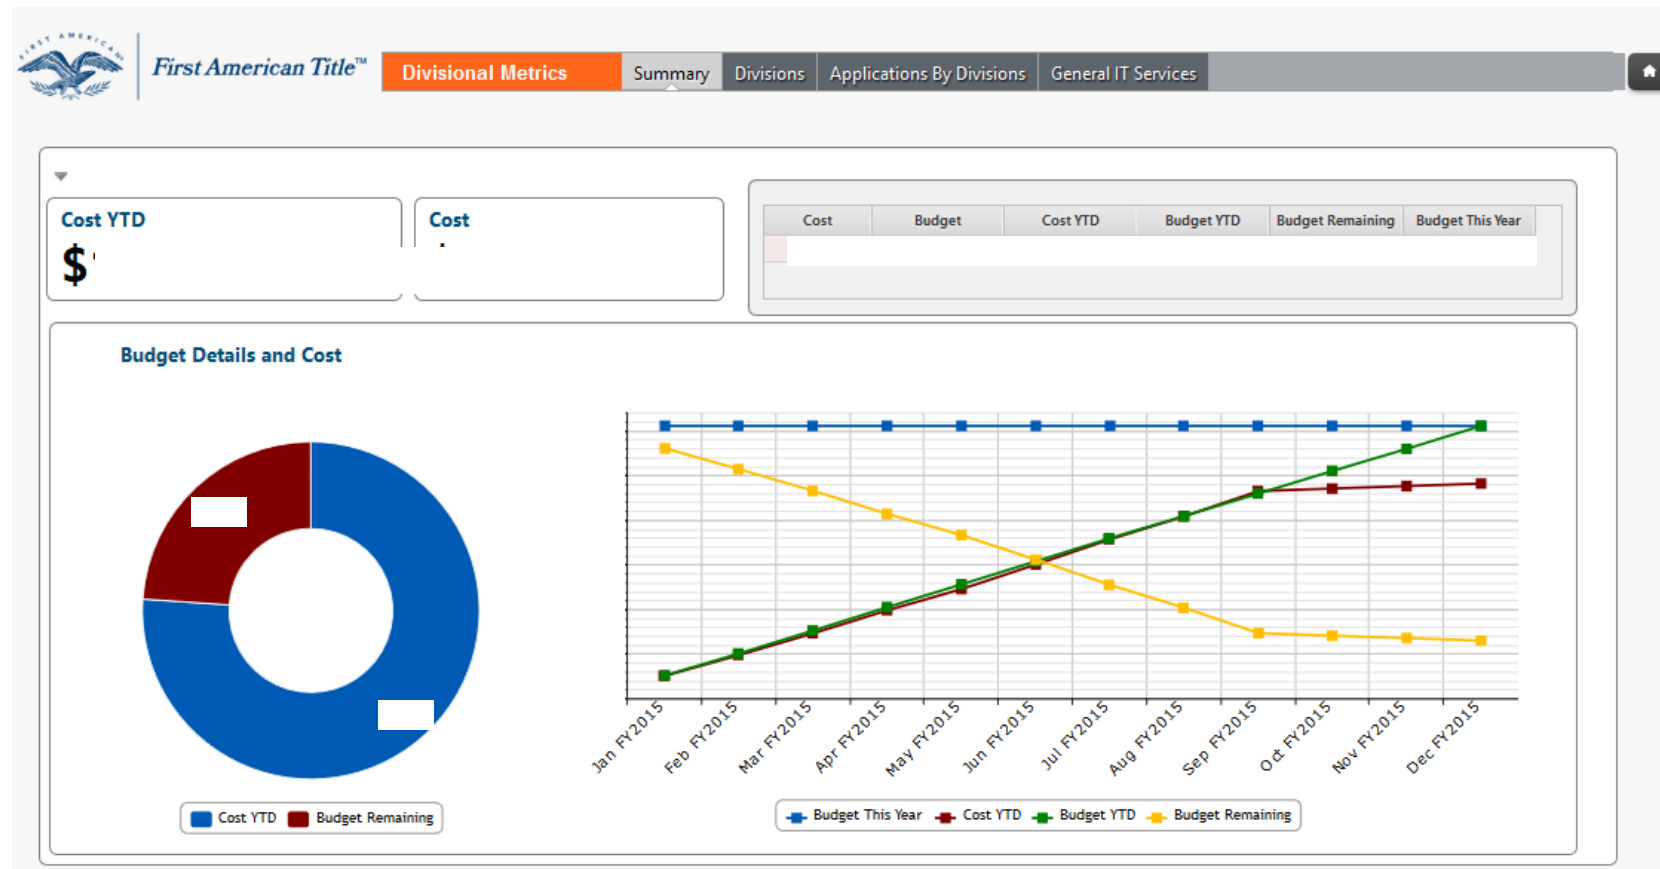 FIRST AMERICAN
First American Title™
Divisional Metrics
Summary
Divisions
Applications By Divisions
General IT Services
Cost YTD
$
Cost
Cost Budget Cost YTD Budget YTD Budget Remaining Budget This Year
Budget Details and Cost
Jan FY2015
Feb FY2015
Mar FY2015
Apr FY2015
May FY2015
Jun FY2015
Jul FY2015
Aug FY2015
Sep FY2015
Oct FY2015
Nov FY2015
Dec FY2015
Cost YTD Budget Remaining
Budget This Year Cost YTD Budget YTD Budget Remaining